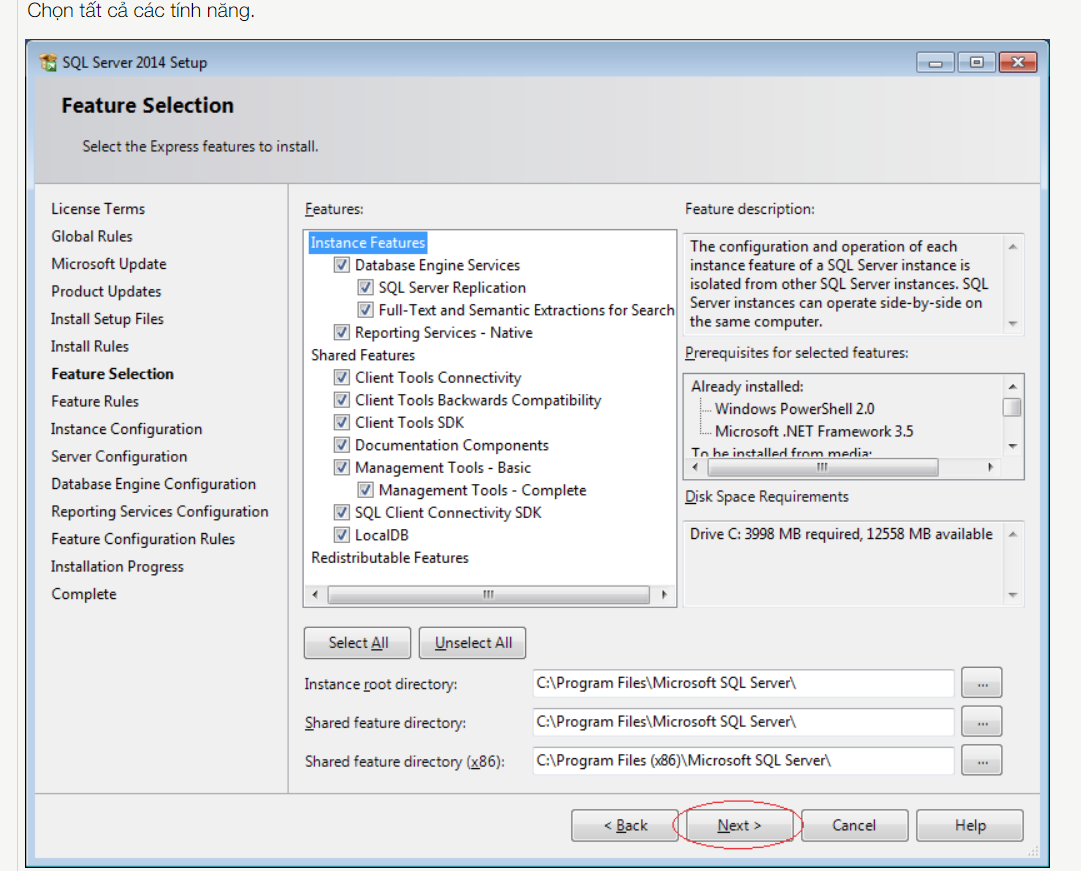 Chọn tất cả các tính năng.
SQL Server 2014 Setup
Feature Selection
Select the Express features to install.
License Terms
Global Rules
Microsoft Update
Product Updates
Install Setup Files
Install Rules
Feature Selection
Feature Rules
Instance Configuration
Server Configuration
Database Engine Configuration
Reporting Services Configuration
Feature Configuration Rules
Installation Progress
Complete
Features:
Instance Features
Database Engine Services
SQL Server Replication
Full-Text and Semantic Extractions for Search
Reporting Services - Native
Shared Features
Client Tools Connectivity
Client Tools Backwards Compatibility
Client Tools SDK
Documentation Components
Management Tools - Basic
Management Tools - Complete
SQL Client Connectivity SDK
LocalDB
Redistributable Features
Feature description:
The configuration and operation of each
instance feature of a SQL Server instance is
isolated from other SQL Server instances. SQL
Server instances can operate side-by-side on
the same computer.
Prerequisites for selected features:
Already installed:
Windows PowerShell 2.0
Microsoft .NET Framework 3.5
To be installed from media:
Disk Space Requirements
Drive C: 3998 MB required, 12558 MB available
Select All
Unselect All
Instance root directory:
C:\Program Files\Microsoft SQL Server\
...
Shared feature directory:
C:\Program Files\Microsoft SQL Server\
...
Shared feature directory (x86):
C:\Program Files (x86)\Microsoft SQL Server\
...
< Back
Next >
Cancel
Help